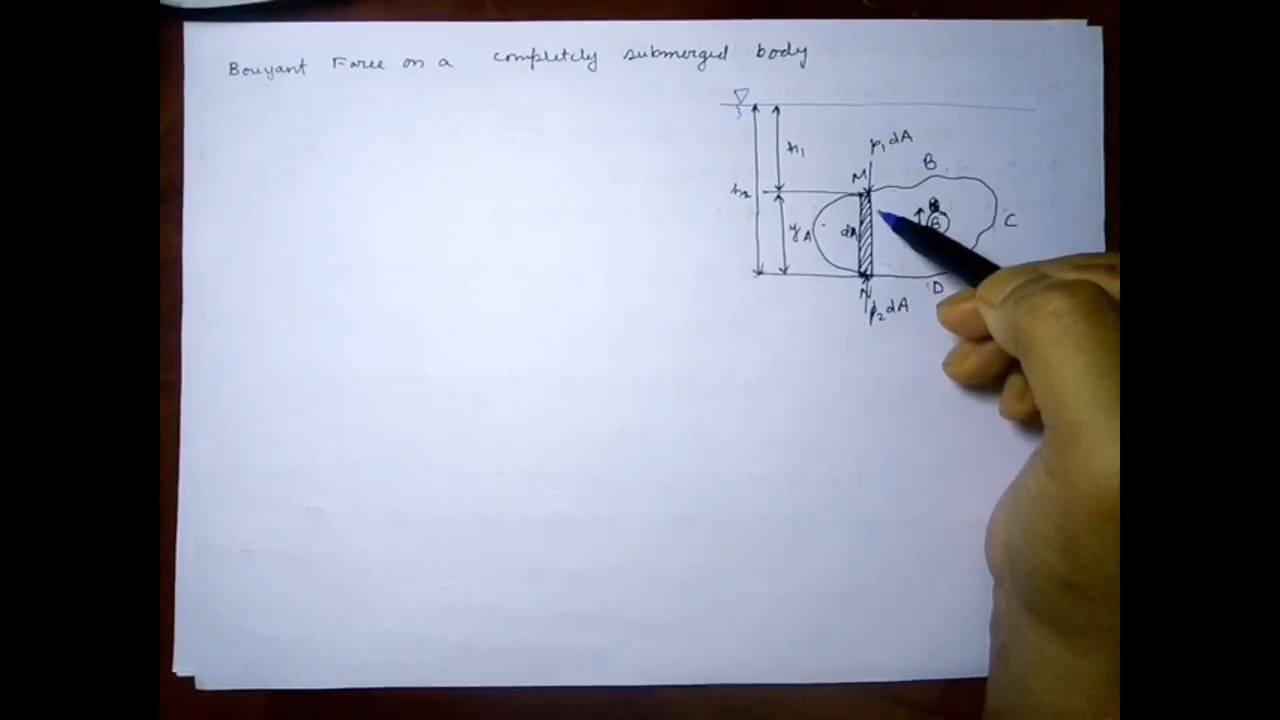 Bouyant Force on a completely submerged body
p₁dA
B
h₁
M
h₂
C
B
y
A
dA
D
N
p₂dA